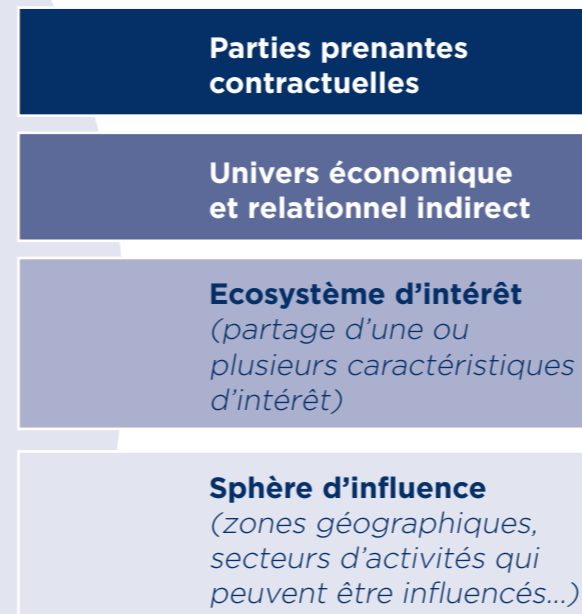 Parties prenantes
contractuelles
Univers économique
et relationnel indirect
Ecosystème d’intérêt
(partage d’une ou
plusieurs caractéristiques
d’intérêt)
Sphère d’influence
(zones géographiques,
secteurs d’activités qui
peuvent être influencés...)